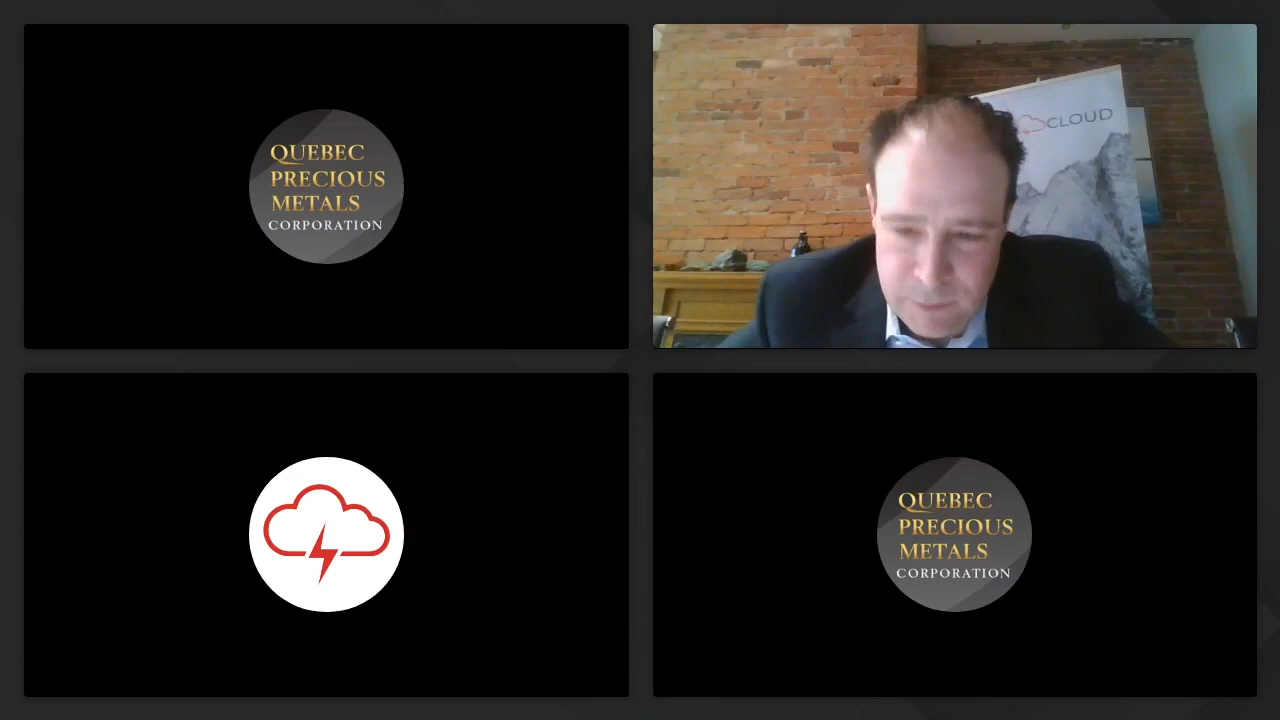 QUEBEC
PRECIOUS
METALS
CORPORATION
CLOUD
QUEBEC
PRECIOUS
METALS
CORPORATION